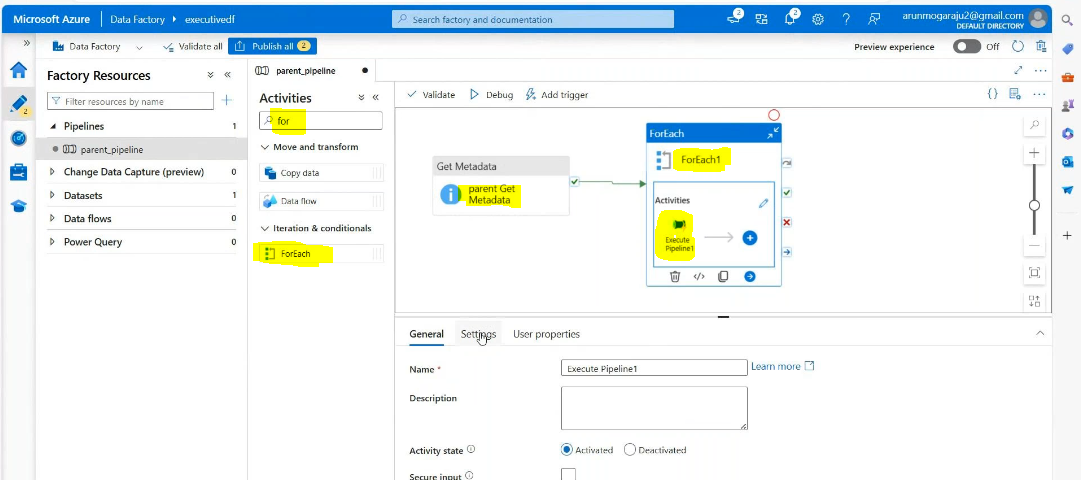 Microsoft Azure
Data Factory
executivedf
Search factory and documentation
2
2
arunmogaraju2@gmail.com
DEFAULT DIRECTORY
Data Factory
Validate all
Publish all 2
Preview experience
Off
2
Factory Resources
Filter resources by name
Pipelines 1
parent_pipeline
Change Data Capture (preview) 0
Datasets 1
Data flows 0
Power Query 0
parent_pipeline
Activities
for
Move and transform
Copy data
Data flow
Iteration & conditionals
ForEach
Validate
Debug
Add trigger
Get Metadata
parent Get
Metadata
ForEach
ForEach1
Activities
Execute
Pipeline1
General
Settings
User properties
Name *
Execute Pipeline1
Learn more
Description
Activity state
Activated
Deactivated
Secure input